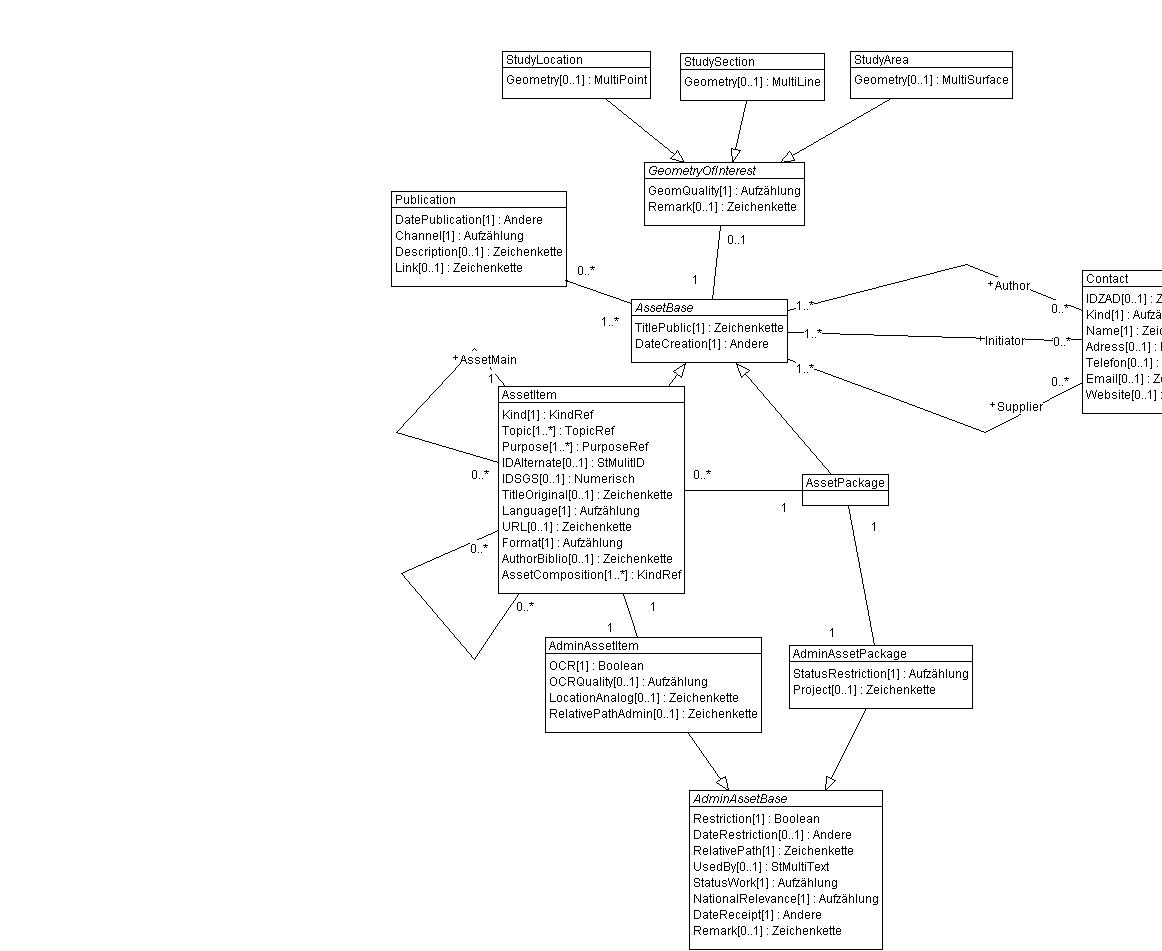 StudyLocation
Geometry[0..1] : MultiPoint
StudySection
Geometry[0..1] : MultiLine
StudyArea
Geometry[0..1] : MultiSurface
GeometryOfInterest
GeomQuality[1] : Aufzählung
Remark[0..1] : Zeichenkette
Publication
DatePublication[1] : Andere
Channel[1] : Aufzählung
Description[0..1] : Zeichenkette
Link[0..1] : Zeichenkette
0..1
1
0..*
1..*
AssetBase
TitlePublic[1] : Zeichenkette
DateCreation[1] : Andere
1..*
+Author
0..*
1..*
+Initiator
0..*
1..*
+Supplier
0..*
Contact
IDZAD[0..1] : Z
Kind[1] : Aufzä
Name[1] : Zeic
Adress[0..1] :
Telefon[0..1] :
Email[0..1] : Ze
Website[0..1] :
+AssetMain
1
AssetItem
Kind[1] : KindRef
Topic[1..*] : TopicRef
Purpose[1..*] : PurposeRef
IDAlternate[0..1] : StMulitID
IDSGS[0..1] : Numerisch
TitleOriginal[0..1] : Zeichenkette
Language[1] : Aufzählung
URL[0..1] : Zeichenkette
Format[1] : Aufzählung
AuthorBiblio[0..1] : Zeichenkette
AssetComposition[1..*] : KindRef
0..*
0..*
0..*
0..*
1
AssetPackage
1
1
1
1
AdminAssetItem
OCR[1] : Boolean
OCRQuality[0..1] : Aufzählung
LocationAnalog[0..1] : Zeichenkette
RelativePathAdmin[0..1] : Zeichenkette
AdminAssetPackage
StatusRestriction[1] : Aufzählung
Project[0..1] : Zeichenkette
AdminAssetBase
Restriction[1] : Boolean
DateRestriction[0..1] : Andere
RelativePath[1] : Zeichenkette
UsedBy[0..1] : StMultiText
StatusWork[1] : Aufzählung
NationalRelevance[1] : Aufzählung
DateReceipt[1] : Andere
Remark[0..1] : Zeichenkette